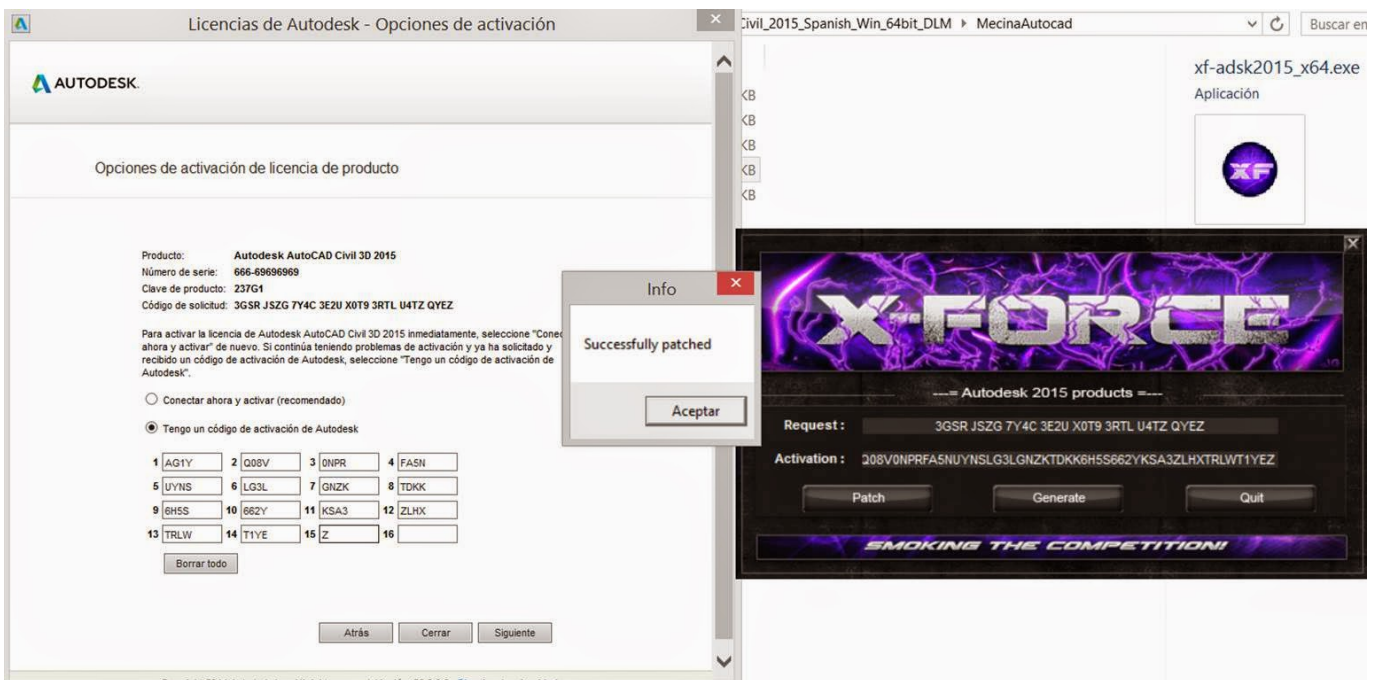 Licencias de Autodesk - Opciones de activación
AUTODESK.
Opciones de activación de licencia de producto
Producto: Autodesk AutoCAD Civil 3D 2015
Número de serie: 666-69696969
Clave de producto: 237G1
Código de solicitud: 3GSR JSZG 7Y4C 3E2U X0T9 3RTL U4TZ QYEZ
Para activar la licencia de Autodesk AutoCAD Civil 3D 2015 inmediatamente, seleccione "Conec
ahora y activar" de nuevo. Si continúa teniendo problemas de activación y ya ha solicitado y
recibido un código de activación de Autodesk, seleccione "Tengo un código de activación de
Autodesk".
Conectar ahora y activar (recomendado)
Tengo un código de activación de Autodesk
1 AG1Y 2 Q08V 3 0NPR 4 FA5N
5 UYNS 6 LG3L 7 GNZK 8 TDKK
9 6H5S 10 662Y 11 KSA3 12 ZLHX
13 TRLW 14 T1YE 15 Z 16
Borrar todo
Atrás Cerrar Siguiente
Info
Successfully patched
Aceptar
Civil_2015_Spanish_Win_64bit_DLM MecinaAutocad
Buscar en
KB
KB
KB
KB
KB
xf-adsk2015_x64.exe
Aplicación
XF
X-FORCE
---= Autodesk 2015 products =---
Request : 3GSR JSZG 7Y4C 3E2U X0T9 3RTL U4TZ QYEZ
Activation : Q08V0NPRFA5NUYNSLG3LGNZKTDKK6H5S662YKSA3ZLHXTRLWT1YEZ
Patch Generate Quit
SMOKING THE COMPETITION!